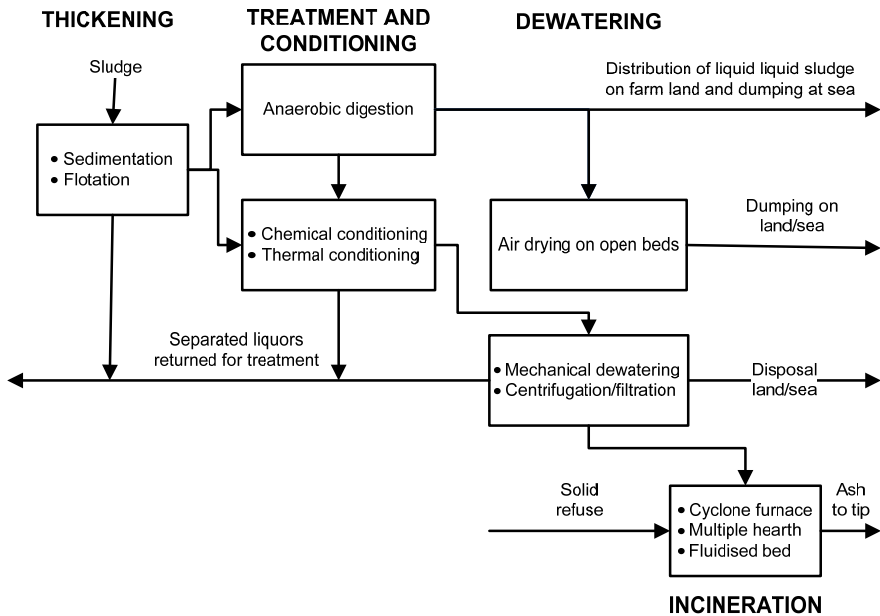 THICKENING
TREATMENT AND
CONDITIONING
DEWATERING
Sludge
Distribution of liquid liquid sludge
on farm land and dumping at sea
Anaerobic digestion
• Sedimentation
• Flotation
Dumping on
land/sea
• Chemical conditioning
• Thermal conditioning
Air drying on open beds
Separated liquors
returned for treatment
• Mechanical dewatering
• Centrifugation/filtration
Disposal
land/sea
Solid
refuse
• Cyclone furnace
• Multiple hearth
• Fluidised bed
Ash
to tip
INCINERATION